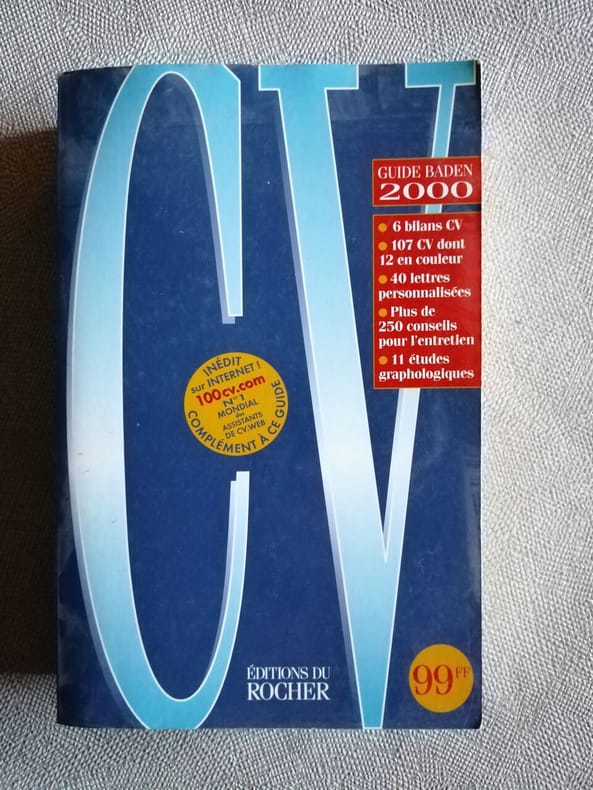 CV
GUIDE BADEN
2000
6 bilans CV
107 CV dont
12 en couleur
40 lettres
personnalisées
Plus de
250 conseils
pour l'entretien
11 études
graphologiques
INÉDIT
sur INTERNET !
100cv.com
N°1
MONDIAL
des
ASSISTANTS
DE CV.WEB
COMPLÉMENT À CE GUIDE
ÉDITIONS DU
ROCHER
99FF